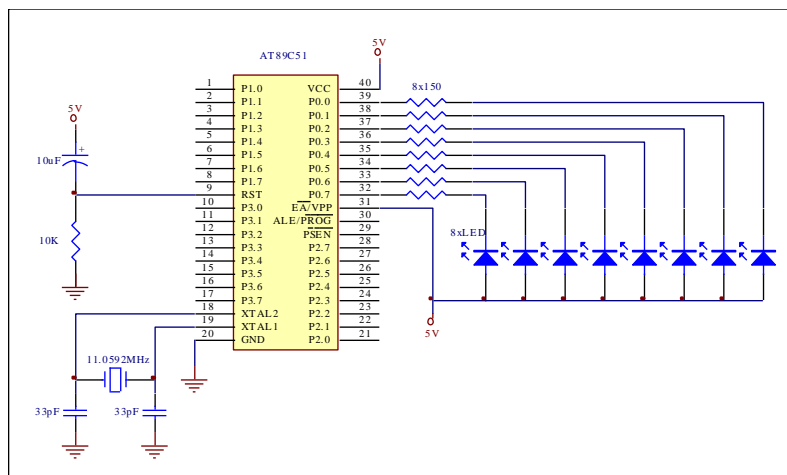 AT89C51
5V
1 P1.0 VCC 40
2 P1.1 P0.0 39 8x150
3 P1.2 P0.1 38
4 P1.3 P0.2 37
5V
5 P1.4 P0.3 36
6 P1.5 P0.4 35
+
10uF
7 P1.6 P0.5 34
8 P1.7 P0.6 33
9 RST P0.7 32
10 P3.0 EA/VPP 31
11 P3.1 ALE/PROG 30
12 P3.2 PSEN 29
8xLED
10K
13 P3.3 P2.7 28
14 P3.4 P2.6 27
15 P3.5 P2.5 26
16 P3.6 P2.4 25
17 P3.7 P2.3 24
18 XTAL2 P2.2 23
19 XTAL1 P2.1 22
5V
20 GND P2.0 21
11.0592MHz
33pF 33pF